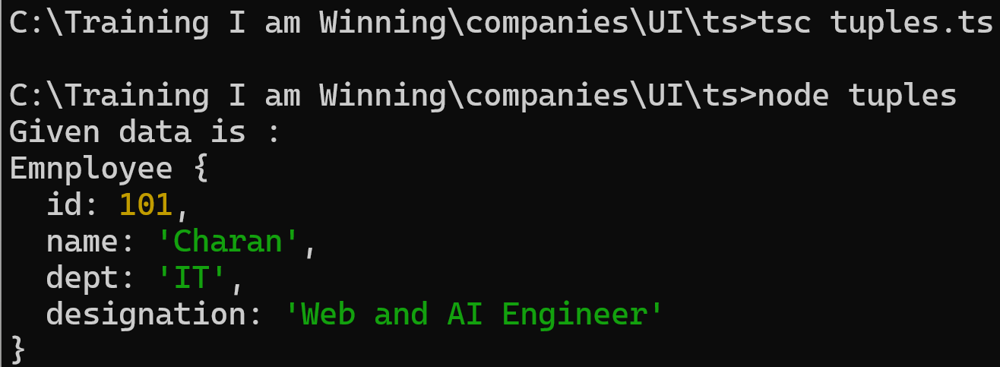 C:\Training I am Winning\companies\UI\ts>tsc tuples.ts
C:\Training I am Winning\companies\UI\ts>node tuples
Given data is :
Emnployee {
  id: 101,
  name: 'Charan',
  dept: 'IT',
  designation: 'Web and AI Engineer'
}